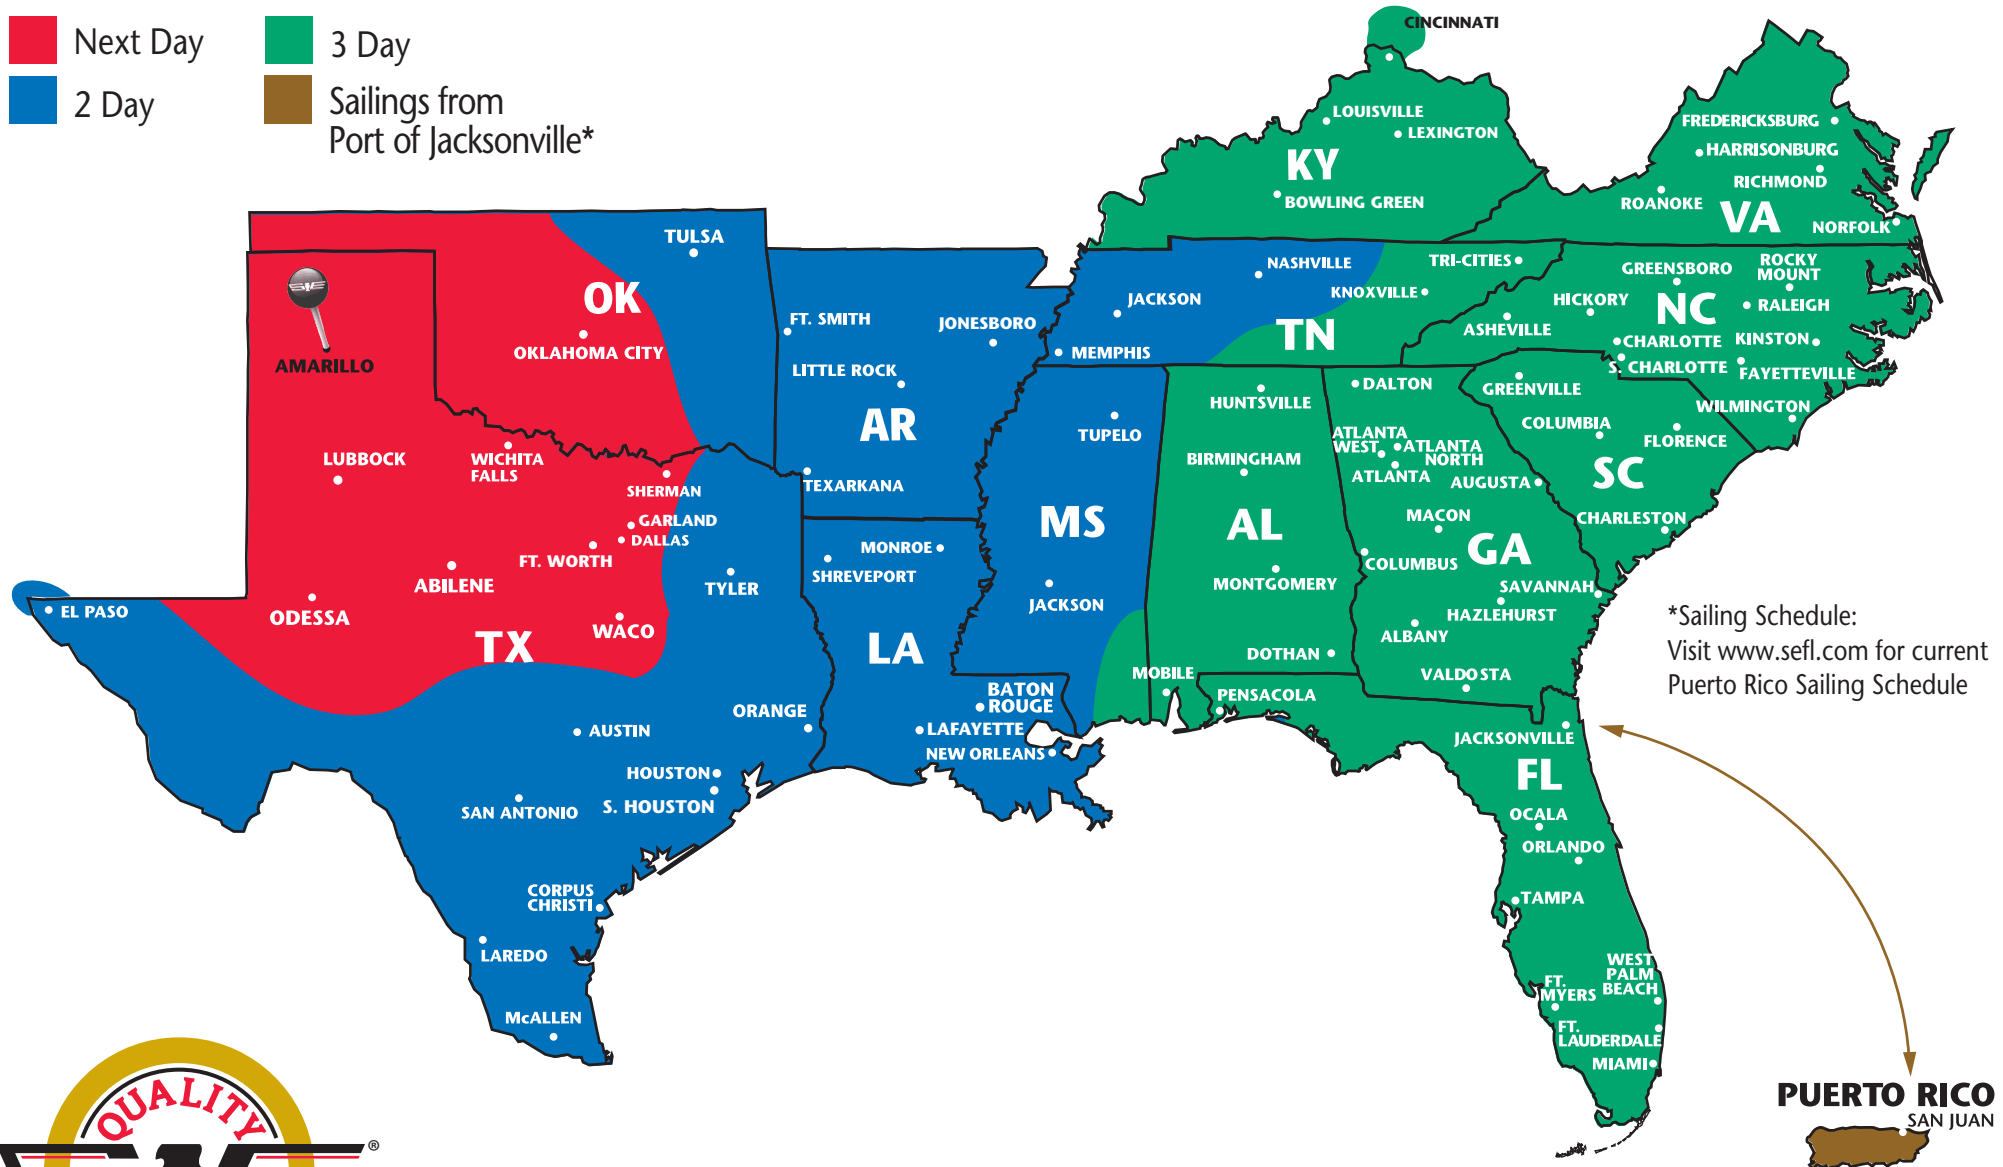 Next Day
3 Day
2 Day
Sailings from
Port of Jacksonville*
CINCINNATI
LOUISVILLE
LEXINGTON
KY
BOWLING GREEN
FREDERICKSBURG
HARRISONBURG
RICHMOND
ROANOKE
VA
NORFOLK
TULSA
OK
OKLAHOMA CITY
AMARILLO
FT. SMITH
JONESBORO
LITTLE ROCK
AR
TEXARKANA
NASHVILLE
JACKSON
MEMPHIS
TRI-CITIES
KNOXVILLE
TN
GREENSBORO
ROCKY
MOUNT
HICKORY
NC
RALEIGH
ASHEVILLE
CHARLOTTE
KINSTON
S. CHARLOTTE
FAYETTEVILLE
WILMINGTON
GREENVILLE
COLUMBIA
FLORENCE
SC
CHARLESTON
LUBBOCK
WICHITA
FALLS
SHERMAN
GARLAND
DALLAS
FT. WORTH
ABILENE
TYLER
EL PASO
ODESSA
WACO
TX
AUSTIN
ORANGE
HOUSTON
S. HOUSTON
SAN ANTONIO
CORPUS
CHRISTI
LAREDO
McALLEN
MONROE
SHREVEPORT
LA
BATON
ROUGE
LAFAYETTE
NEW ORLEANS
TUPELO
MS
JACKSON
HUNTSVILLE
BIRMINGHAM
AL
MONTGOMERY
DOTHAN
MOBILE
DALTON
ATLANTA
WEST
ATLANTA
NORTH
ATLANTA
AUGUSTA
MACON
GA
COLUMBUS
SAVANNAH
HAZLEHURST
ALBANY
VALDOSTA
PENSACOLA
JACKSONVILLE
FL
OCALA
ORLANDO
TAMPA
WEST
PALM
BEACH
FT.
MYERS
FT.
LAUDERDALE
MIAMI
*Sailing Schedule:
Visit www.sefl.com for current
Puerto Rico Sailing Schedule
PUERTO RICO
SAN JUAN
QUALITY
®